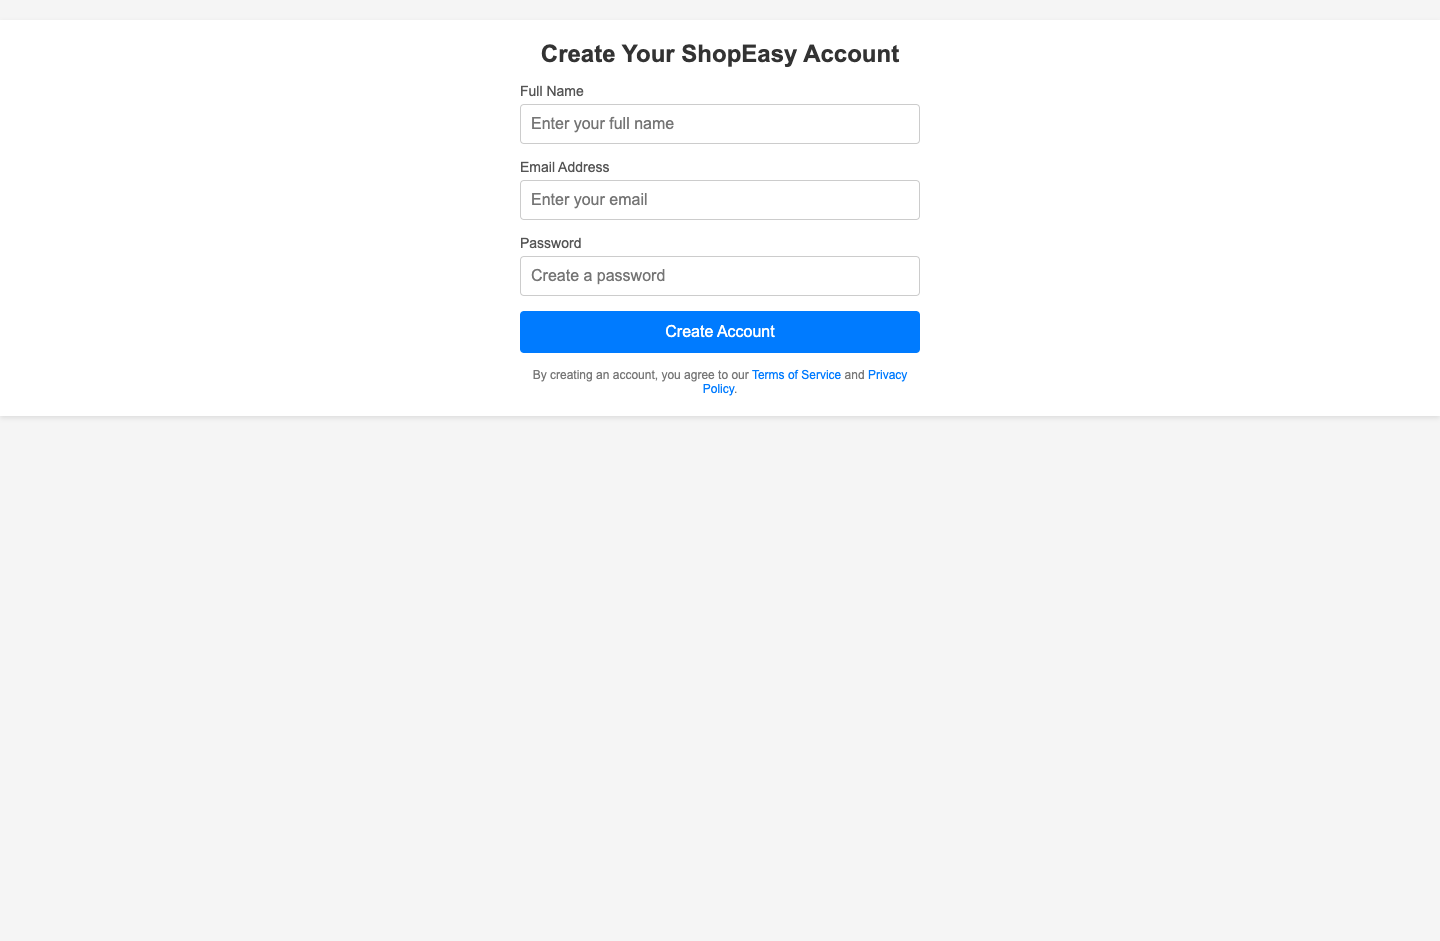 Create Your ShopEasy Account
Full Name
Enter your full name
Email Address
Enter your email
Password
Create a password
Create Account
By creating an account, you agree to our Terms of Service and Privacy
Policy.